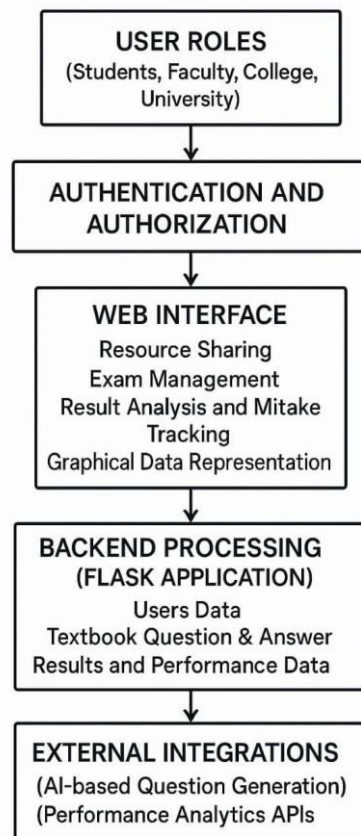 USER ROLES
(Students, Faculty, College,
University)
AUTHENTICATION AND
AUTHORIZATION
WEB INTERFACE
Resource Sharing
Exam Management
Result Analysis and Mitake
Tracking
Graphical Data Representation
BACKEND PROCESSING
(FLASK APPLICATION)
Users Data
Textbook Question & Answer
Results and Performance Data
EXTERNAL INTEGRATIONS
(AI-based Question Generation)
(Performance Analytics APIs